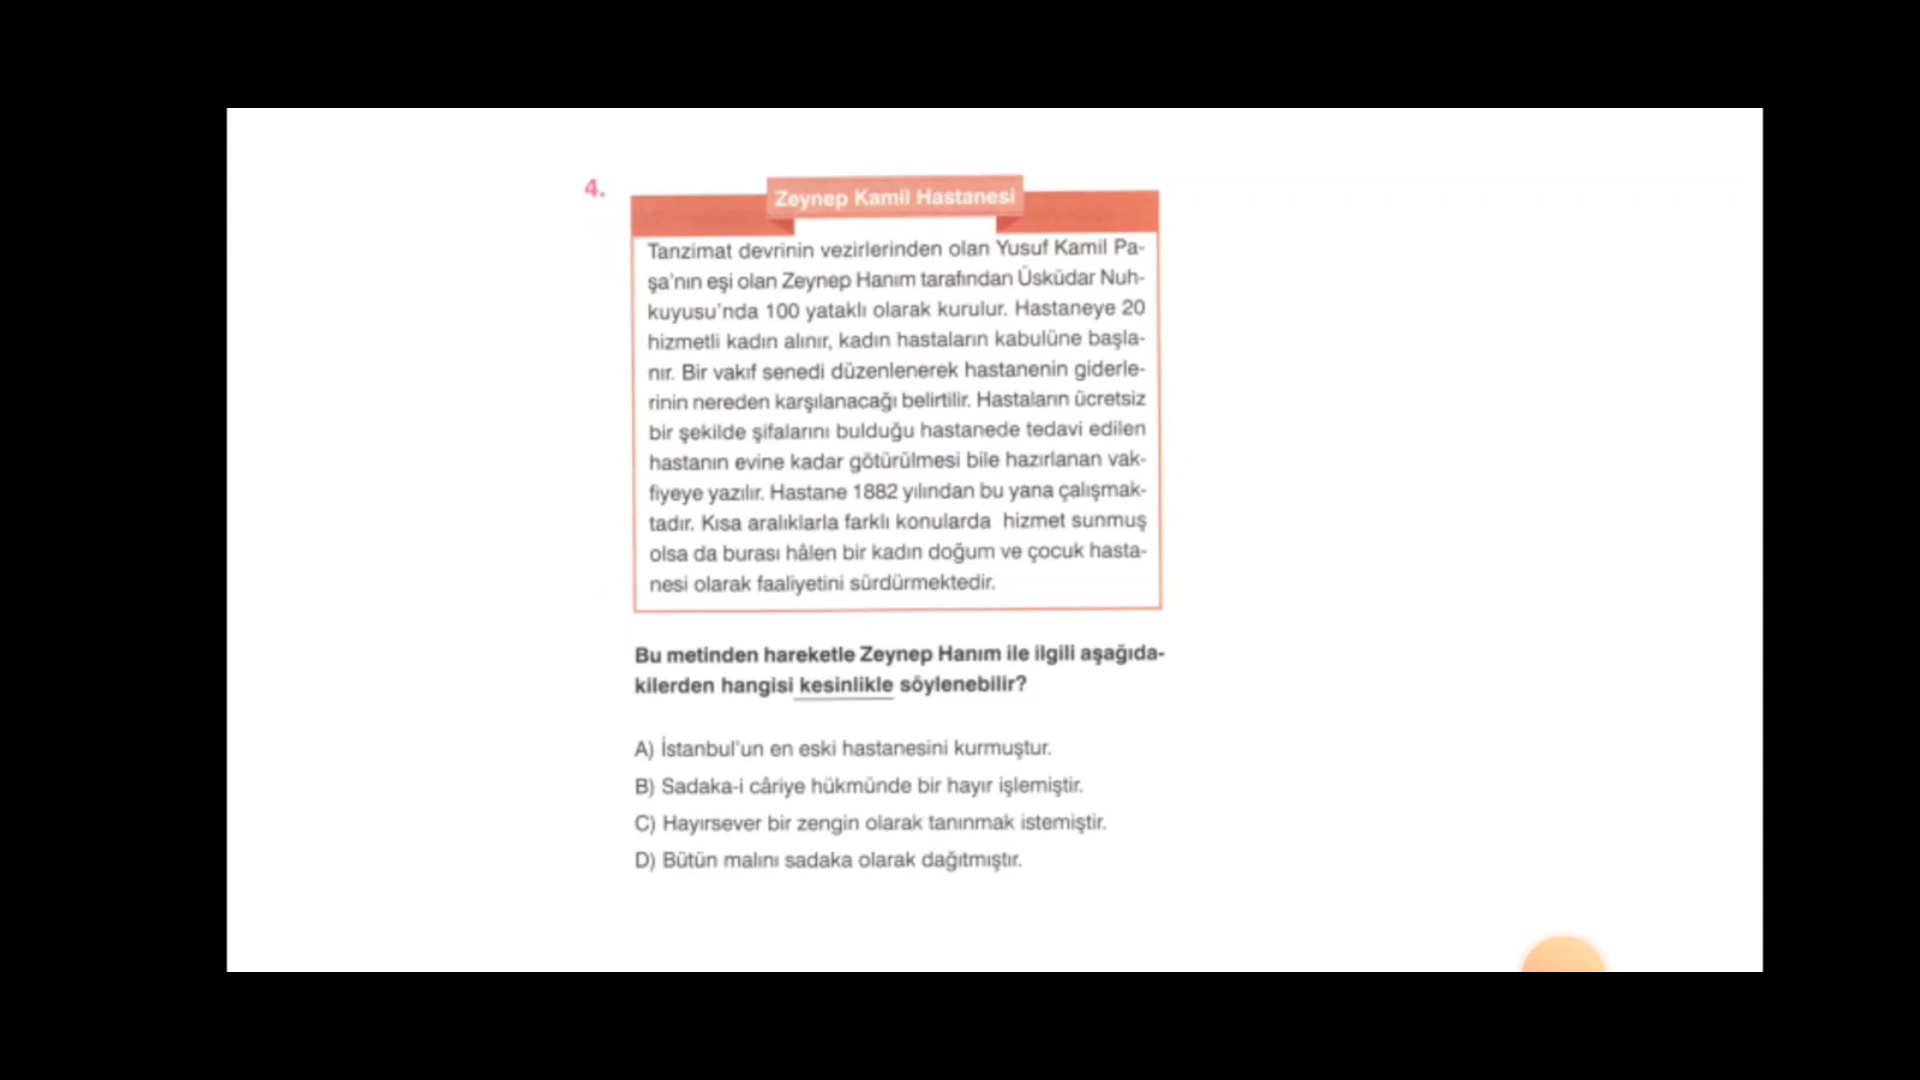 4.
Zeynep Kamil Hastanesi
Tanzimat devrinin vezirlerinden olan Yusuf Kamil Pa-
şa'nın eşi olan Zeynep Hanım tarafından Üsküdar Nuh-
kuyusu'nda 100 yataklı olarak kurulur. Hastaneye 20
hizmetli kadın alınır, kadın hastaların kabulüne başla-
nır. Bir vakıf senedi düzenlenerek hastanenin giderle-
rinin nereden karşılanacağı belirtilir. Hastaların ücretsiz
bir şekilde şifalarını bulduğu hastanede tedavi edilen
hastanın evine kadar götürülmesi bile hazırlanan vak-
fiyeye yazılır. Hastane 1882 yılından bu yana çalışmak-
tadır. Kısa aralıklarla farklı konularda hizmet sunmuş
olsa da burası hâlen bir kadın doğum ve çocuk hasta-
nesi olarak faaliyetini sürdürmektedir.
Bu metinden hareketle Zeynep Hanım ile ilgili aşağıda-
kilerden hangisi kesinlikle söylenebilir?
A) İstanbul'un en eski hastanesini kurmuştur.
B) Sadaka-i câriye hükmünde bir hayır işlemiştir.
C) Hayırsever bir zengin olarak tanınmak istemiştir.
D) Bütün malını sadaka olarak dağıtmıştır.